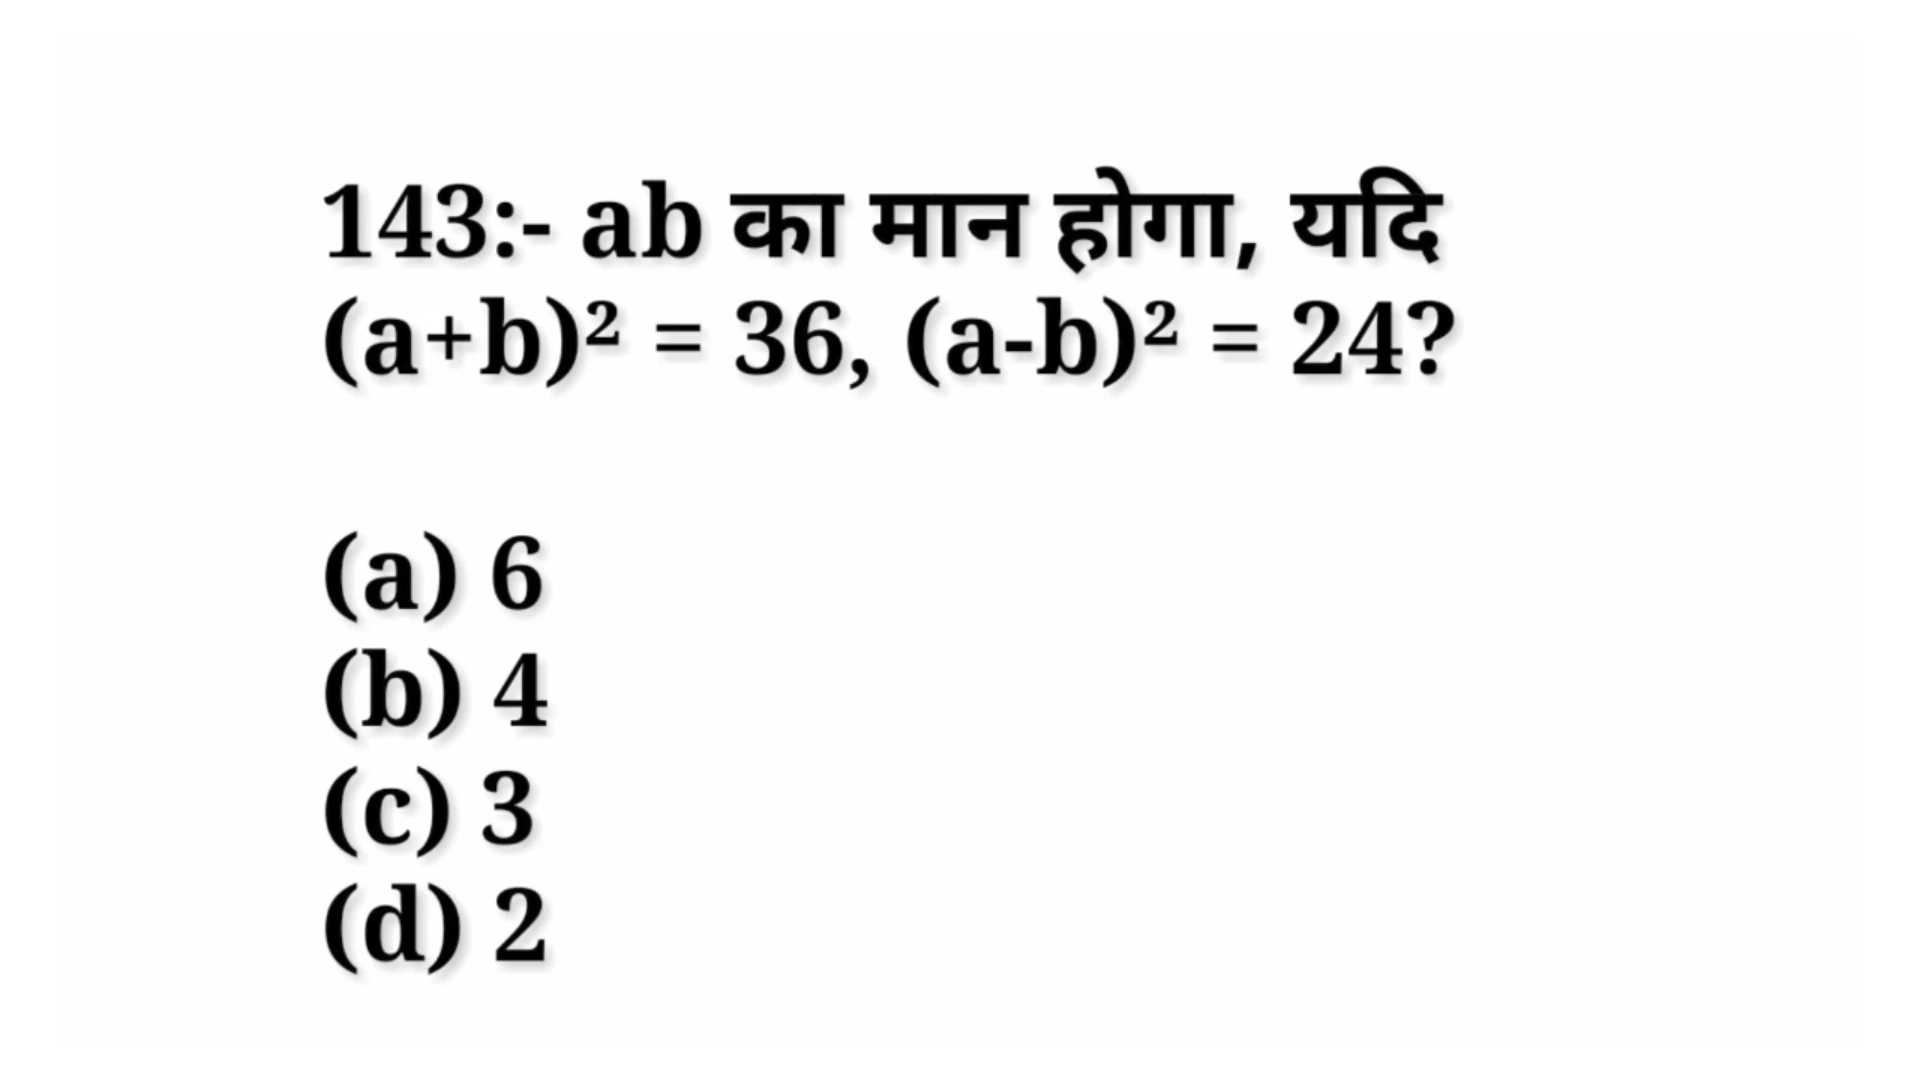 143:- ab का मान होगा, यदि
(a+b)² = 36, (a-b)² = 24?
(a) 6
(b) 4
(c) 3
(d) 2